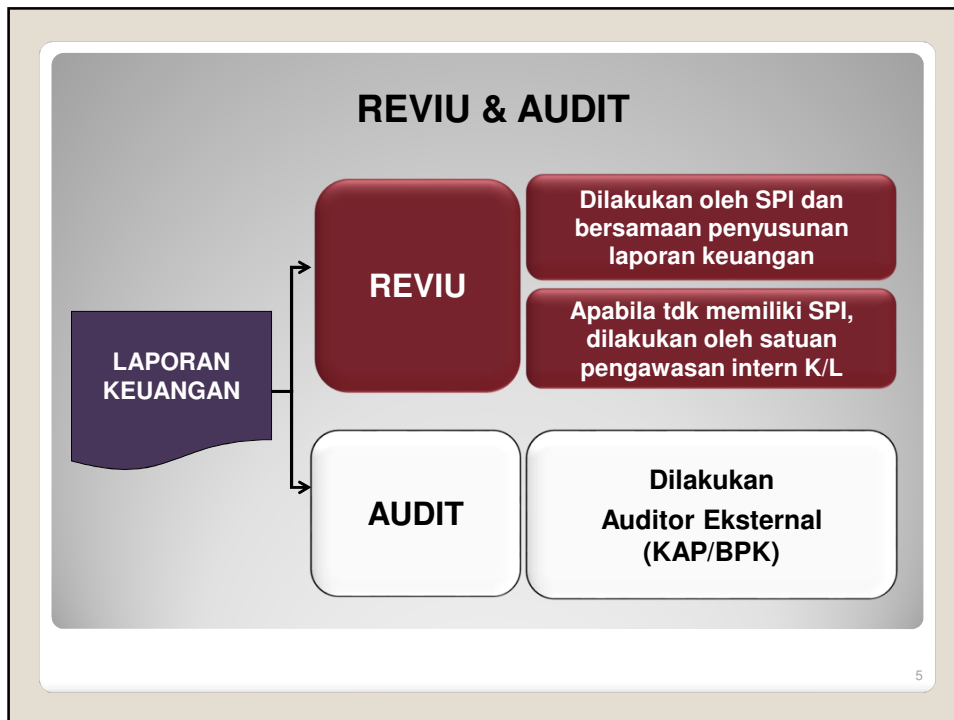 REVIU & AUDIT
LAPORAN
KEUANGAN
REVIU
Dilakukan oleh SPI dan
bersamaan penyusunan
laporan keuangan
Apabila tdk memiliki SPI,
dilakukan oleh satuan
pengawasan intern K/L
AUDIT
Dilakukan
Auditor Eksternal
(KAP/BPK)
5